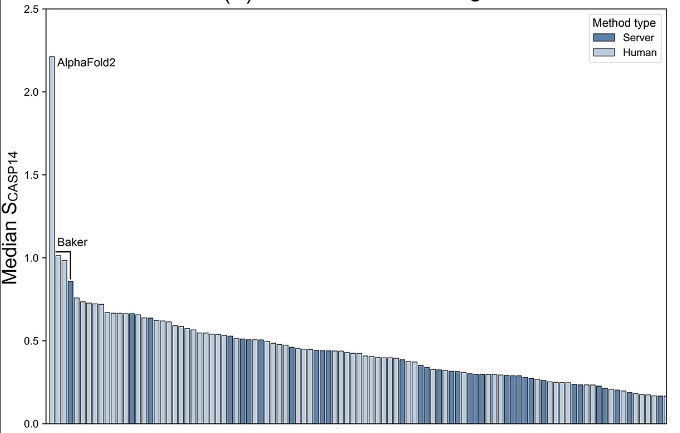 2.5
Method type
Server
Human
AlphaFold2
2.0
1.5
Median SCASP14
Baker
1.0
0.5
0.0